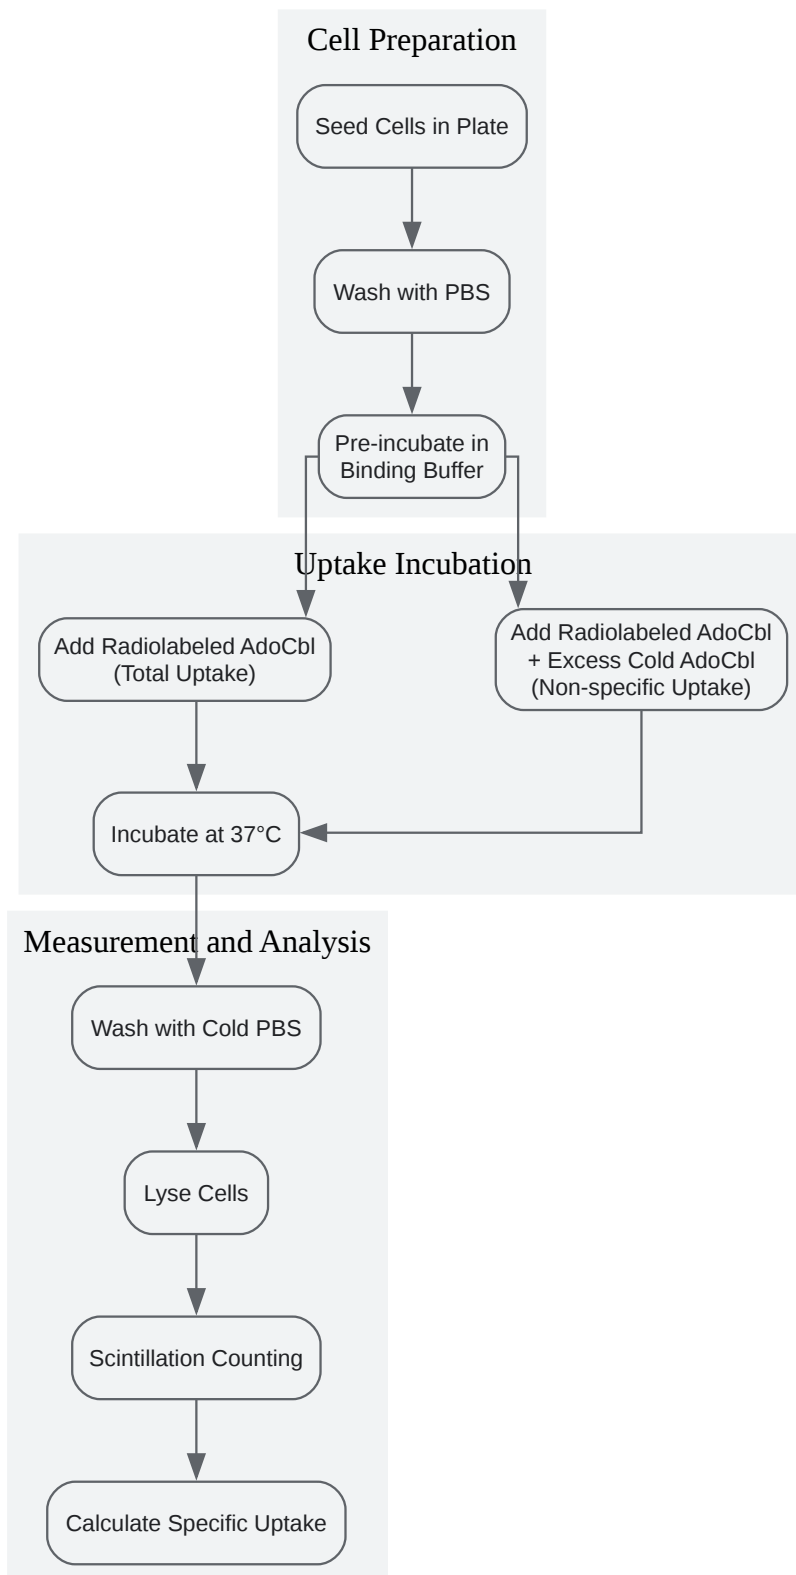 Cell Preparation
Seed Cells in Plate
Wash with PBS
Pre-incubate in
Binding Buffer
Uptake Incubation
Add Radiolabeled AdoCbl
(Total Uptake)
Add Radiolabeled AdoCbl
+ Excess Cold AdoCbl
(Non-specific Uptake)
Incubate at 37°C
Measurement and Analysis
Wash with Cold PBS
Lyse Cells
Scintillation Counting
Calculate Specific Uptake